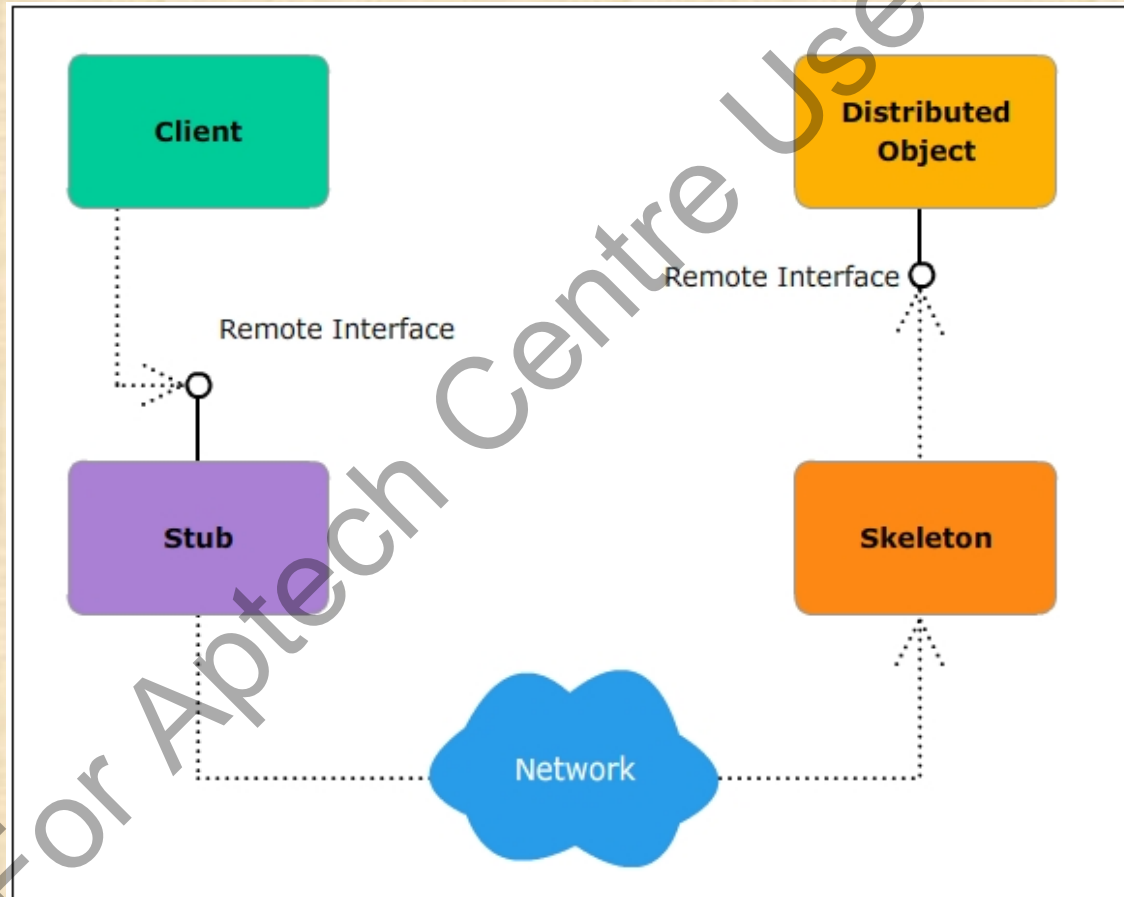 Client
Distributed
Object
Remote Interface
Remote Interface
Stub
Skeleton
Network
For Aptech Centre Use